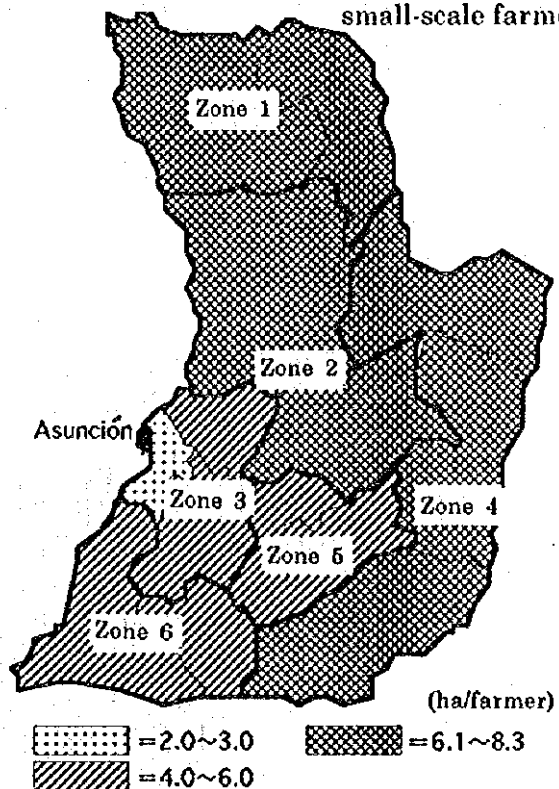 small-scale farme
Zone 1
Zone 2
Asunción
Zone 3
Zone 4
Zone 5
Zone 6
(ha/farmer)
=2.0~3.0
=6.1~8.3
=4.0~6.0